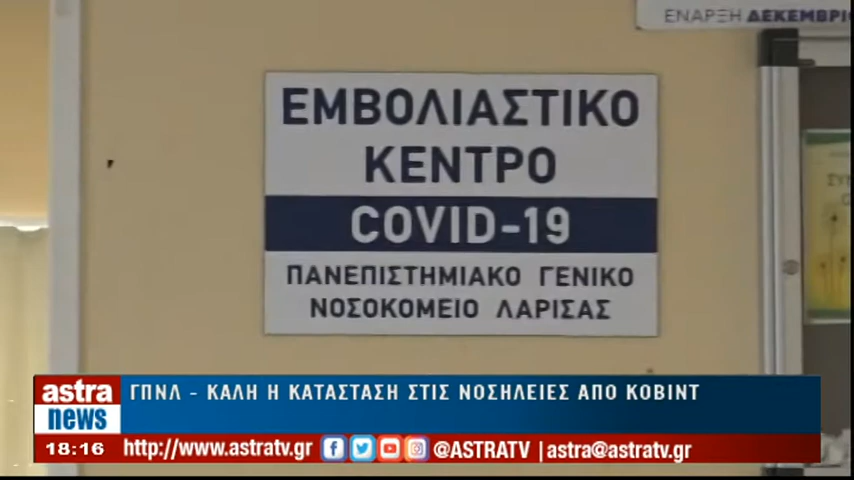 ΕΝΑΡΞΗ
ΕΜΒΟΛΙΑΣΤΙΚΟ
ΚΕΝΤΡΟ
COVID-19
ΠΑΝΕΠΙΣΤΗΜΙΑΚΟ ΓΕΝΙΚΟ
ΝΟΣΟΚΟΜΕΙΟ ΛΑΡΙΣΑΣ
astra
news
ΓΠΝΛ - ΚΑΛΗ Η ΚΑΤΑΣΤΑΣΗ ΣΤΙΣ ΝΟΣΗΛΕΙΕΣ ΑΠΟ ΚΟΒΙΝΤ
18:16 http://www.astratv.gr @ASTRATV | astra@astratv.gr